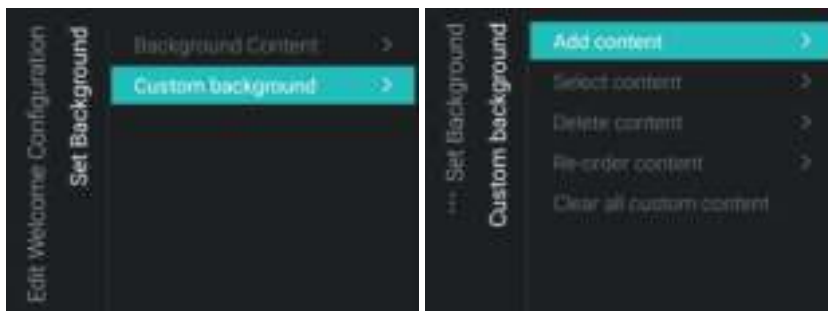 Edit Welcome Configuration
Set Background
Background Content >
Custom background >
··· Set Background
Custom background
Add content >
Select content >
Delete content >
Re-order content >
Clear all custom content